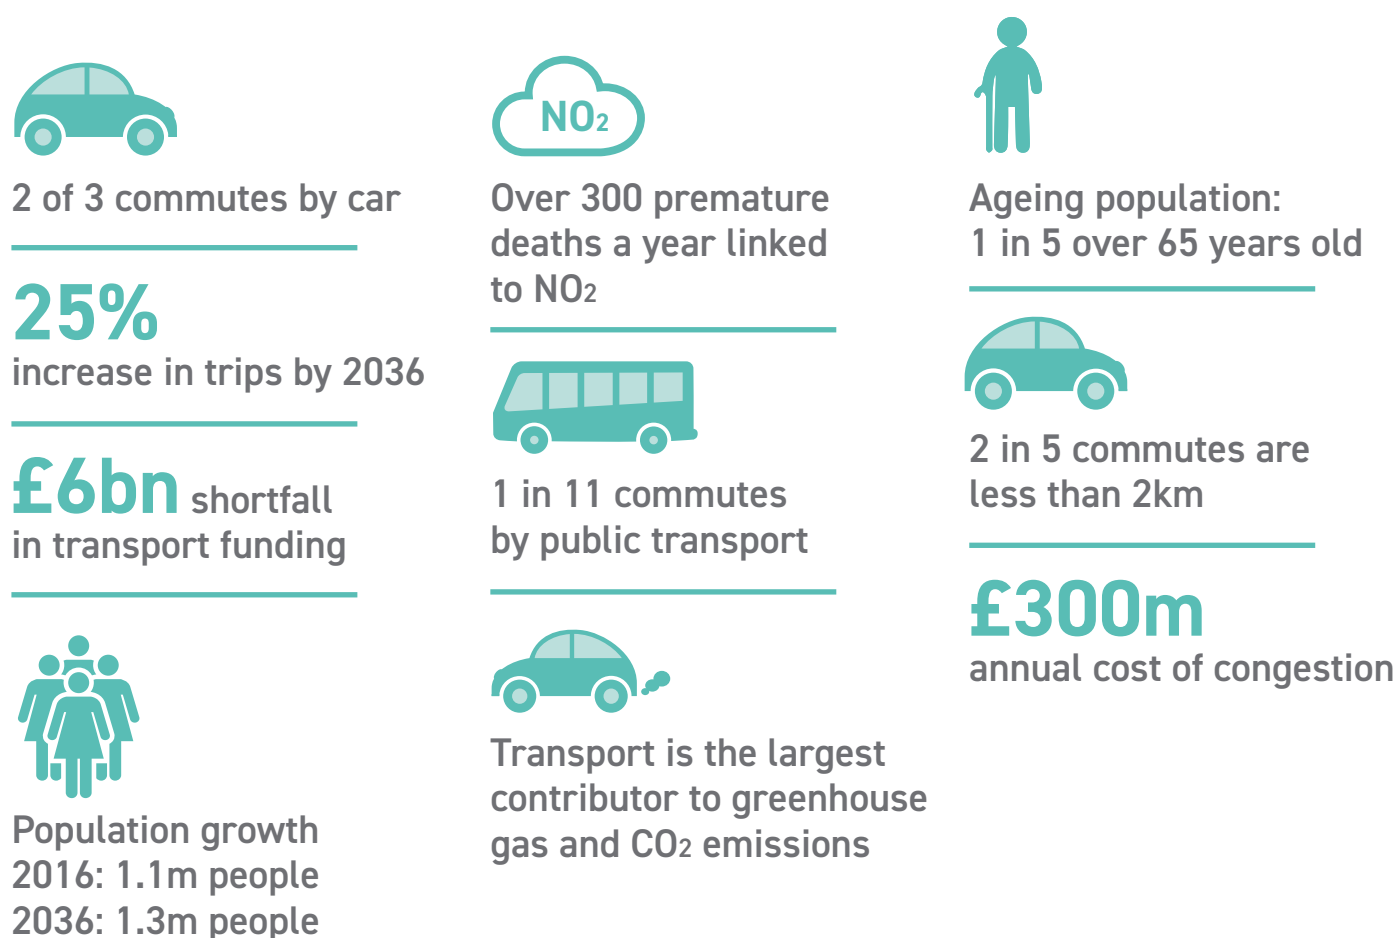 2 of 3 commutes by car
25%
increase in trips by 2036
£6bn shortfall
in transport funding
Population growth
2016: 1.1m people
2036: 1.3m people
NO2
Over 300 premature
deaths a year linked
to NO2
1 in 11 commutes
by public transport
Transport is the largest
contributor to greenhouse
gas and CO2 emissions
Ageing population:
1 in 5 over 65 years old
2 in 5 commutes are
less than 2km
£300m
annual cost of congestion